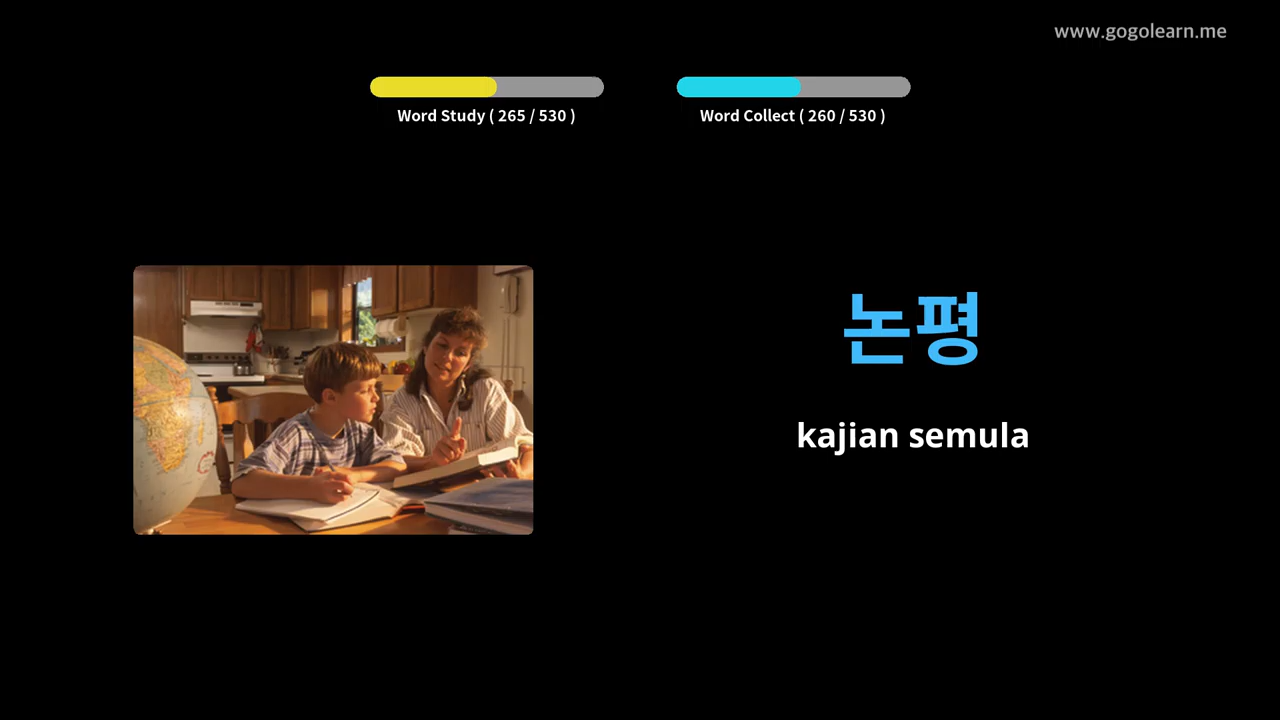 www.gogolearn.me
Word Study ( 265 / 530 )
Word Collect ( 260 / 530 )
논평
kajian semula